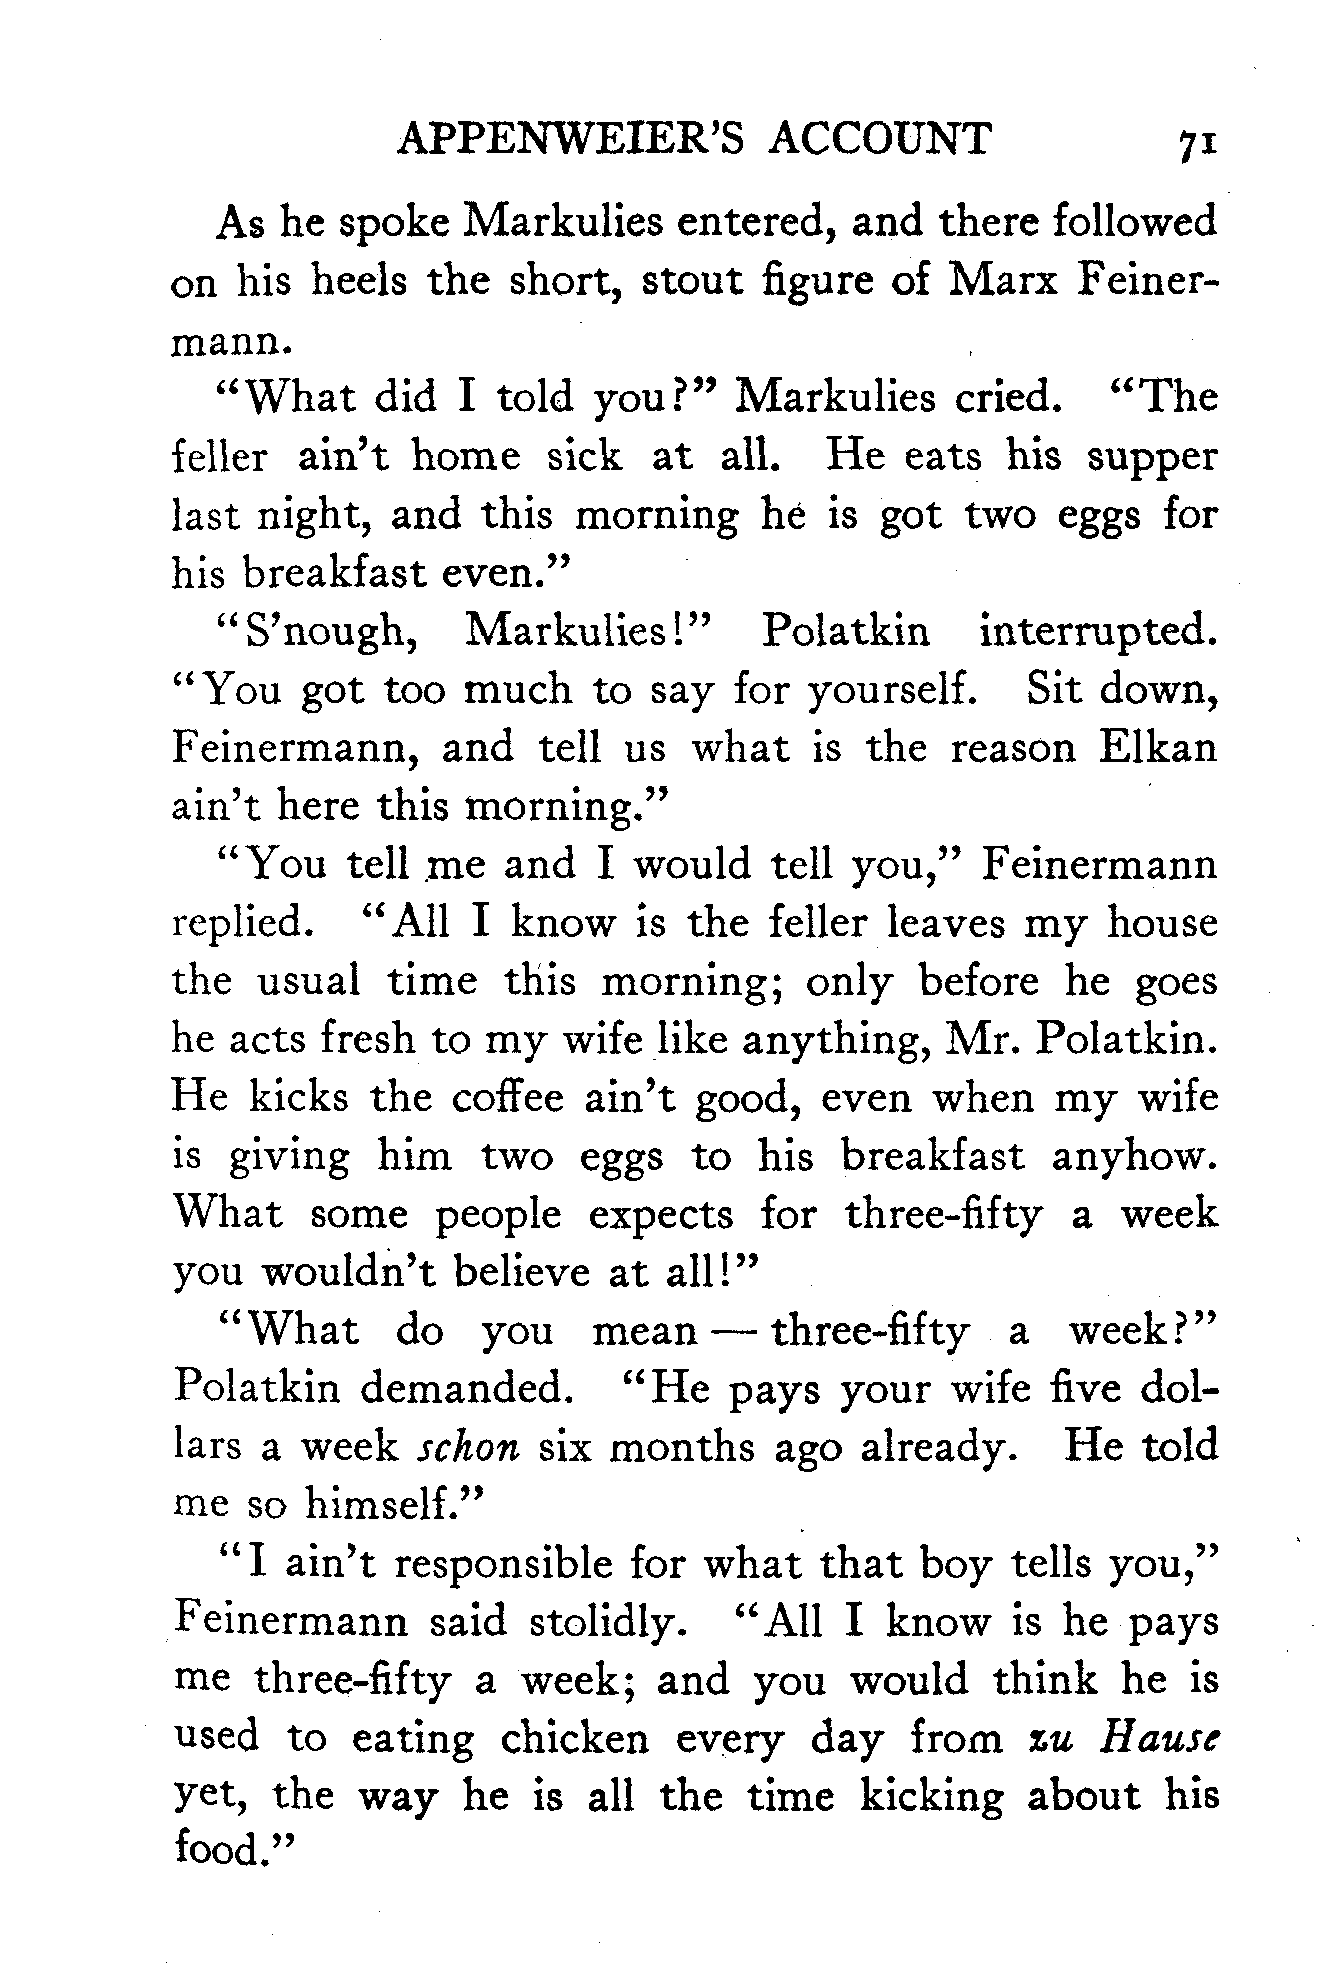 APPENWEIER'S ACCOUNT 71
As he spoke Markulies entered, and there followed
on his heels the short, stout figure of Marx Feiner-
mann.
"What did I told you?" Markulies cried. "The
feller ain't home sick at all. He eats his supper
last night, and this morning he is got two eggs for
his breakfast even."
"S'nough, Markulies!" Polatkin interrupted.
"You got too much to say for yourself. Sit down,
Feinermann, and tell us what is the reason Elkan
ain't here this morning."
"You tell me and I would tell you," Feinermann
replied. "All I know is the feller leaves my house
the usual time this morning; only before he goes
he acts fresh to my wife like anything, Mr. Polatkin.
He kicks the coffee ain't good, even when my wife
is giving him two eggs to his breakfast anyhow.
What some people expects for three-fifty a week
you wouldn't believe at all!"
"What do you mean — three-fifty a week?"
Polatkin demanded. "He pays your wife five dol-
lars a week schon six months ago already. He told
me so himself."
"I ain't responsible for what that boy tells you,"
Feinermann said stolidly. "All I know is he pays
me three-fifty a week; and you would think he is
used to eating chicken every day from zu Hause
yet, the way he is all the time kicking about his
food."